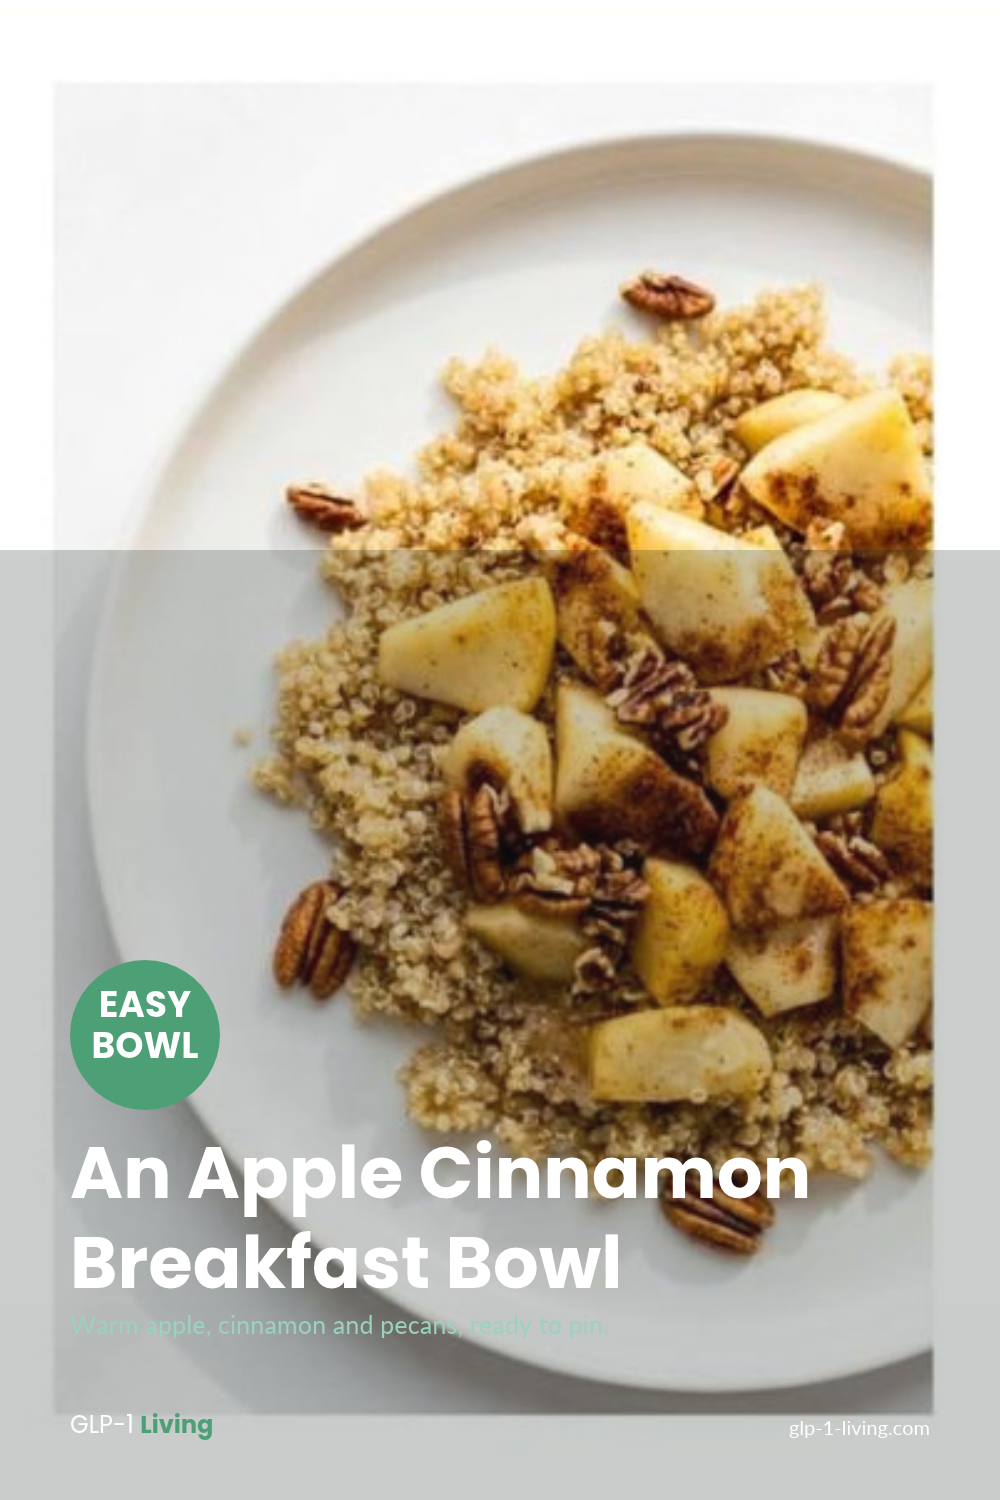 EASY
BOWL
An Apple Cinnamon
Breakfast Bowl
Warm apple, cinnamon and pecans, ready to pin.
GLP-1 Living
glp-1-living.com